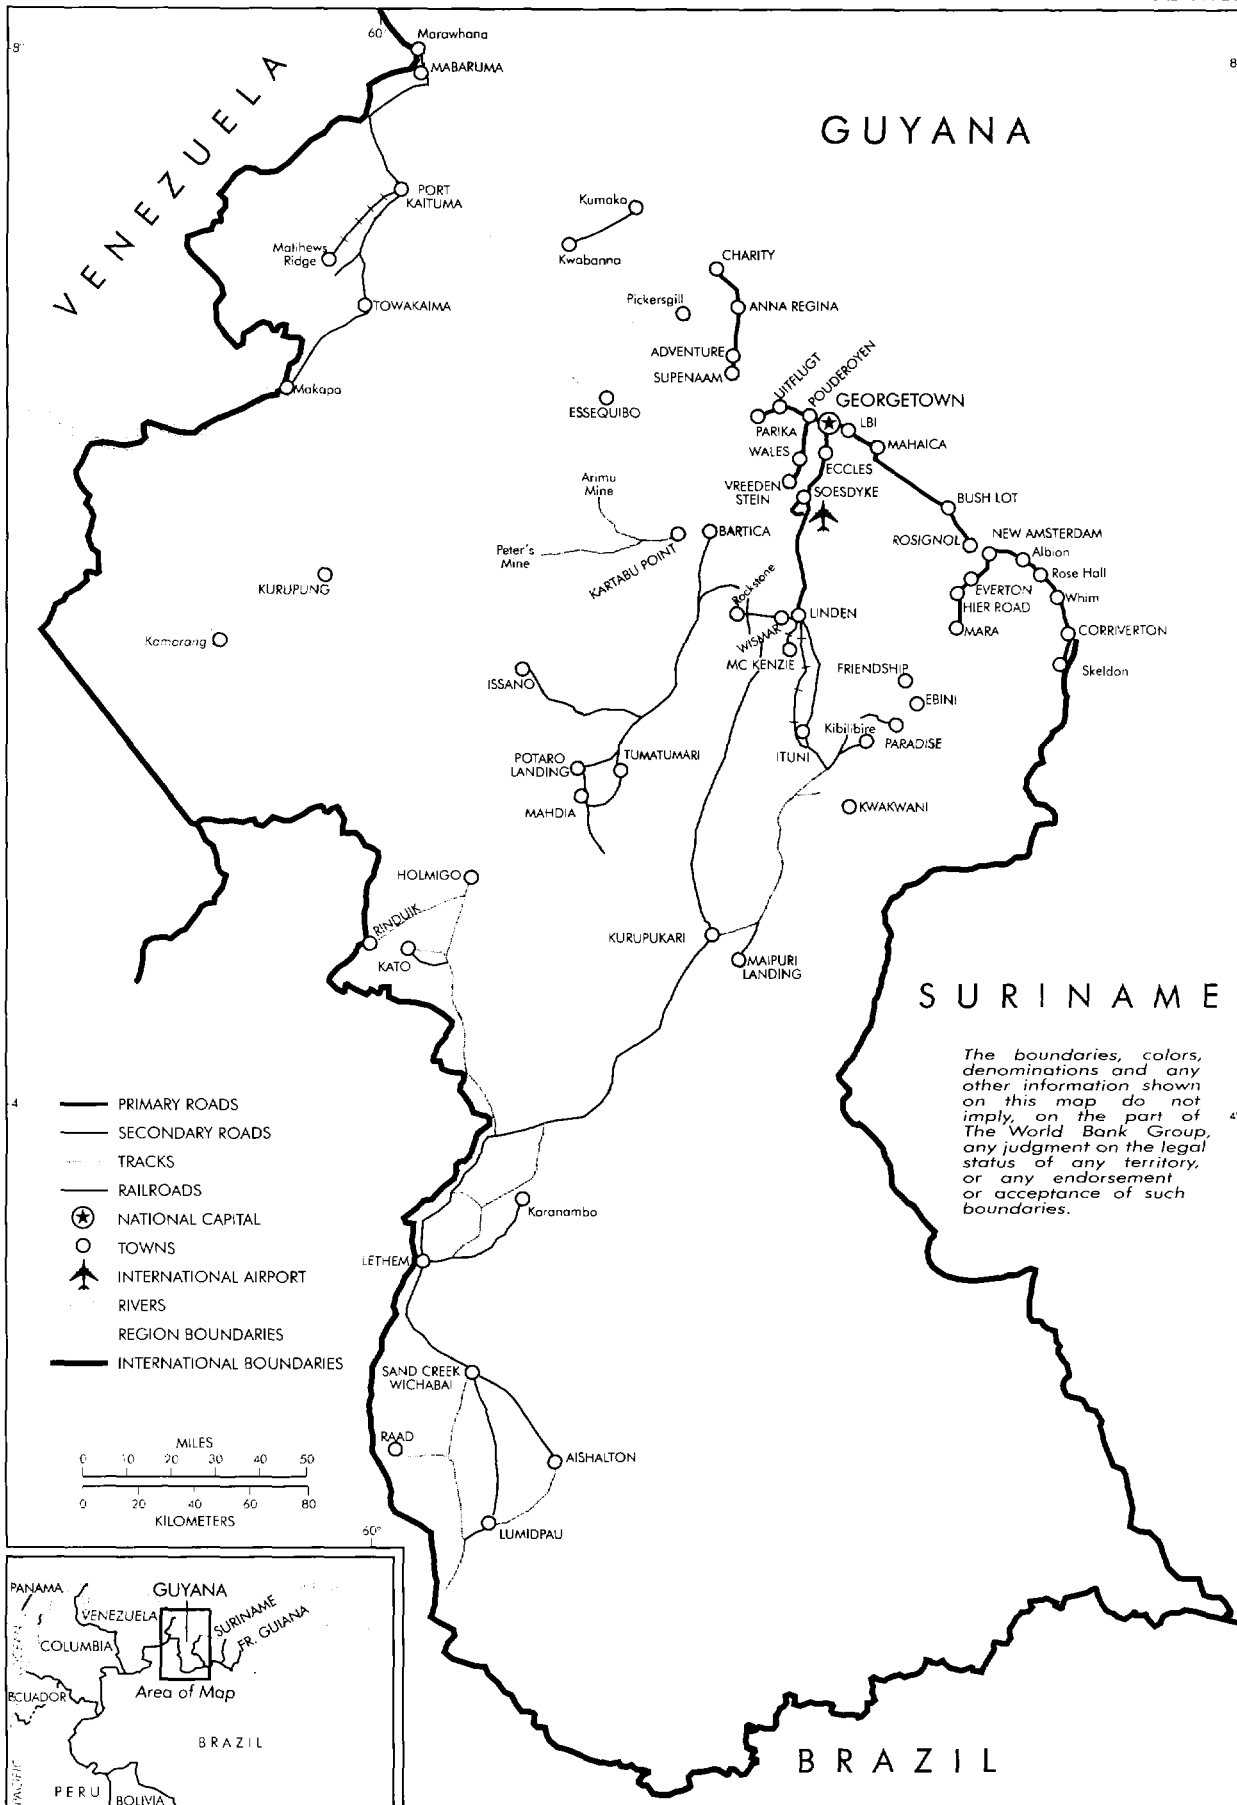 60°
8°
8
Marawhana
MABARUMA
VENEZUELA
GUYANA
PORT
KAITUMA
Kumaka
Matthews
Ridge
Kwabanna
CHARITY
TOWAKAIMA
Pickersgill
ANNA REGINA
ADVENTURE
SUPENAAM
UITFLUGT
POUDEROYEN
Makapa
ESSEQUIBO
GEORGETOWN
PARIKA
LBI
MAHAICA
WALES
ECCLES
VREEDEN
STEIN
SOESDYKE
Arimu
Mine
BUSH LOT
Peter's
Mine
KARTABU POINT
BARTICA
ROSIGNOL
NEW AMSTERDAM
Albion
Rose Hall
KURUPUNG
EVERTON
HIER ROAD
Whim
Rockstone
LINDEN
WISMAR
MARA
CORRIVERTON
Kamarang
MC KENZIE
FRIENDSHIP
Skeldon
ISSANO
EBINI
Kibilibire
PARADISE
POTARO
LANDING
TUMATUMARI
ITUNI
MAHDIA
KWAKWANI
HOLMIGO
RINDUIK
KATO
KURUPUKARI
MAIPURI
LANDING
SURINAME
The boundaries, colors,
denominations and any
other information shown
on this map do not
imply, on the part of
The World Bank Group,
any judgment on the legal
status of any territory,
or any endorsement
or acceptance of such
boundaries.
4
4°
PRIMARY ROADS
SECONDARY ROADS
TRACKS
RAILROADS
NATIONAL CAPITAL
TOWNS
INTERNATIONAL AIRPORT
RIVERS
REGION BOUNDARIES
INTERNATIONAL BOUNDARIES
Karanambo
LETHEM
SAND CREEK
WICHABAI
RAAD
AISHALTON
LUMIDPAU
MILES
0 10 20 30 40 50
0 20 40 60 80
KILOMETERS
60°
PANAMA
GUYANA
VENEZUELA
SURINAME
FR. GUIANA
COLUMBIA
ECUADOR
Area of Map
BRAZIL
PERU
BOLIVIA
PACIFIC
OCEAN
BRAZIL